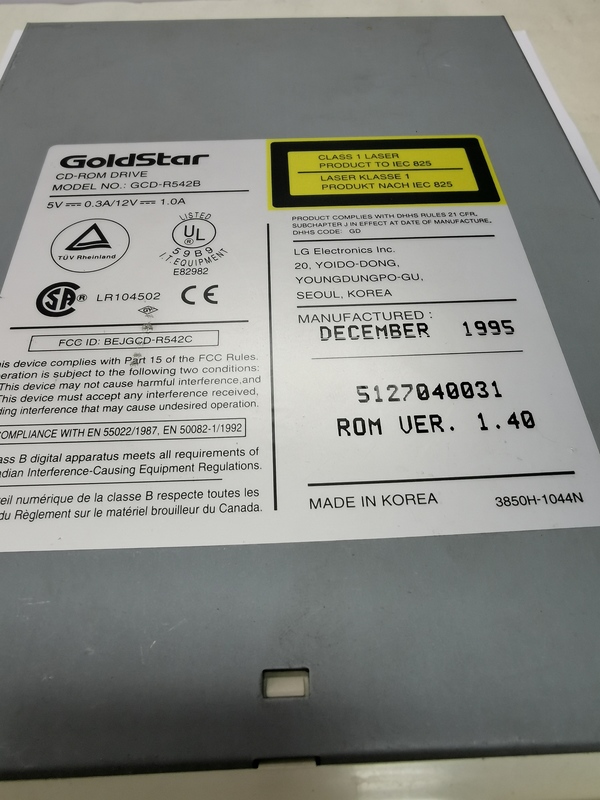 GoldStar
CD-ROM DRIVE
MODEL NO.: GCD-R542B
5V ⎓ 0.3A/12V ⎓ 1.0A
TÜV Rheinland
LISTED
UL ®
59B9
I.T. EQUIPMENT
E82982
SA ® LR104502 CE
FCC ID: BEJGCD-R542C
his device complies with Part 15 of the FCC Rules.
eration is subject to the following two conditions:
This device may not cause harmful interference,and
This device must accept any interference received,
ding interference that may cause undesired operation.
COMPLIANCE WITH EN 55022/1987, EN 50082-1/1992
ass B digital apparatus meets all requirements of
dian Interference-Causing Equipment Regulations.
reil numérique de la classe B respecte toutes les
du Règlement sur le matériel brouilleur du Canada.
CLASS 1 LASER
PRODUCT TO IEC 825
LASER KLASSE 1
PRODUKT NACH IEC 825
PRODUCT COMPLIES WITH DHHS RULES 21 CFR,
SUBCHAPTER J IN EFFECT AT DATE OF MANUFACTURE.
DHHS CODE: GD
LG Electronics Inc.
20, YOIDO-DONG,
YOUNGDUNGPO-GU,
SEOUL, KOREA
MANUFACTURED :
DECEMBER 1995
5127040031
ROM VER. 1.40
MADE IN KOREA 3850H-1044N